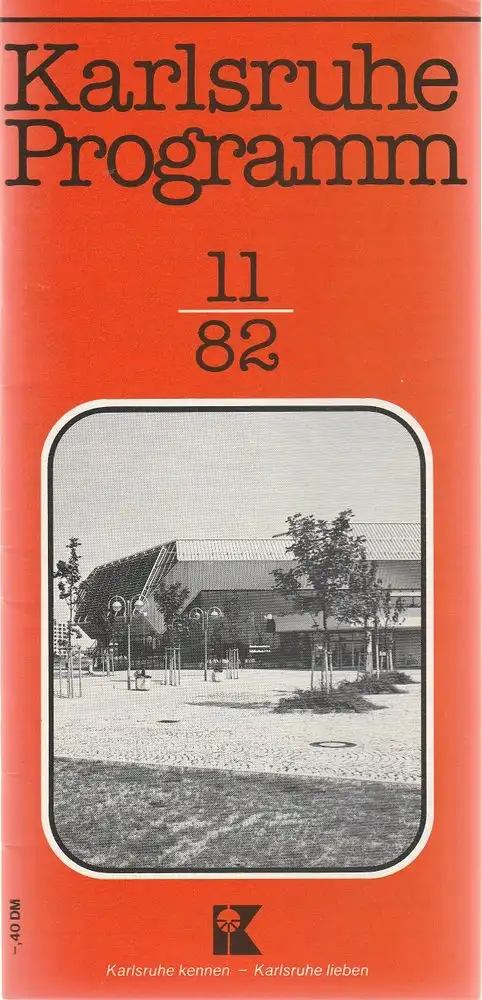 Karlsruhe
Programm
11
82
-,40 DM
K
Karlsruhe kennen – Karlsruhe lieben